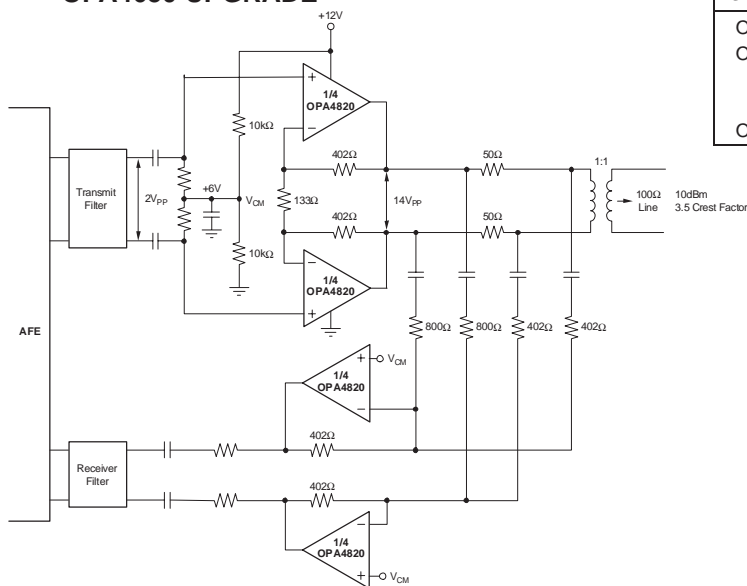 UPGRADE
+12V
+
1/4
OPA4820
−
10kΩ
402Ω
50Ω
1:1
Transmit
Filter
2VPP
+6V
VCM
133Ω
14VPP
100Ω
Line
10dBm
3.5 Crest Factor
402Ω
50Ω
10kΩ
−
1/4
OPA4820
+
AFE
800Ω
800Ω
402Ω
402Ω
+
VCM
1/4
OPA4820
−
402Ω
Receiver
Filter
402Ω
−
1/4
OPA4820
+
VCM